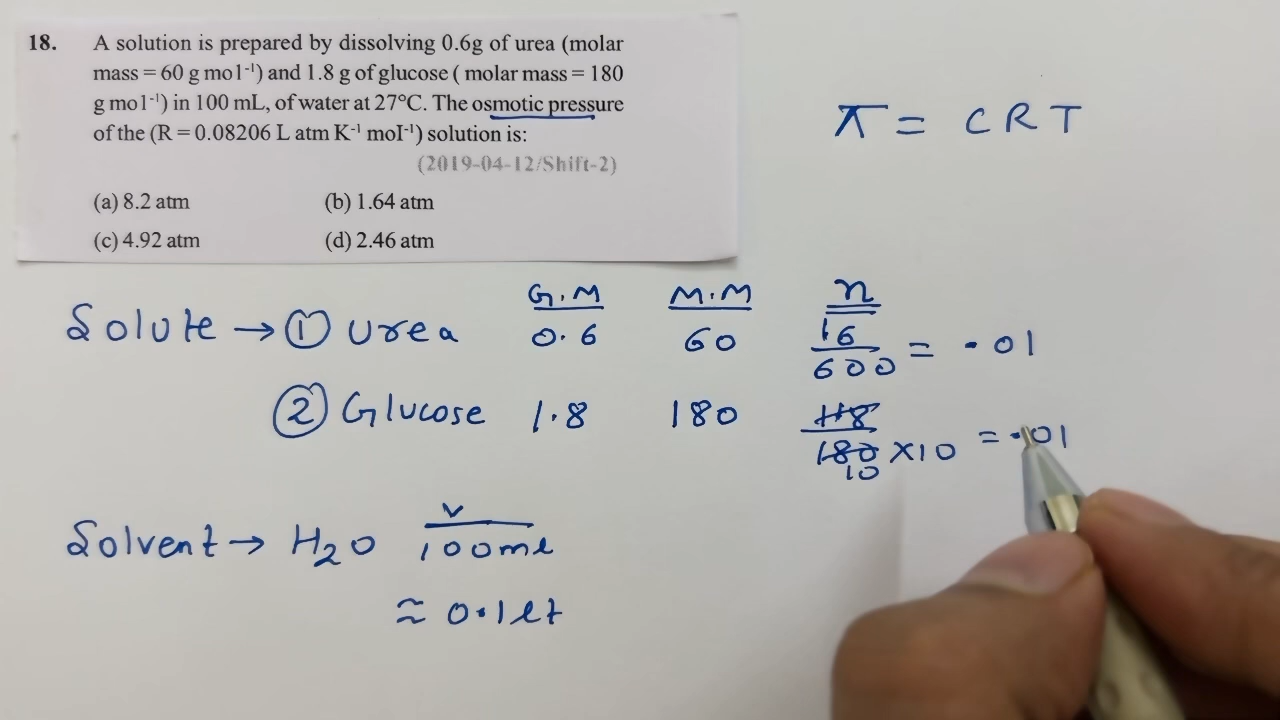 18. A solution is prepared by dissolving 0.6g of urea (molar
mass = 60 g mol⁻¹) and 1.8 g of glucose ( molar mass = 180
g mol⁻¹) in 100 mL, of water at 27°C. The osmotic pressure
of the (R = 0.08206 L atm K⁻¹ moI⁻¹) solution is:
(2019-04-12/Shift-2)
(a) 8.2 atm (b) 1.64 atm
(c) 4.92 atm (d) 2.46 atm
π = CRT
G.M M.M n
Solute → ① Urea 0.6 60 16/600 = .01
② Glucose 1.8 180 118/180 × 10 = .01
10
Solvent → H₂O V
100ml
≈ 0.1lt